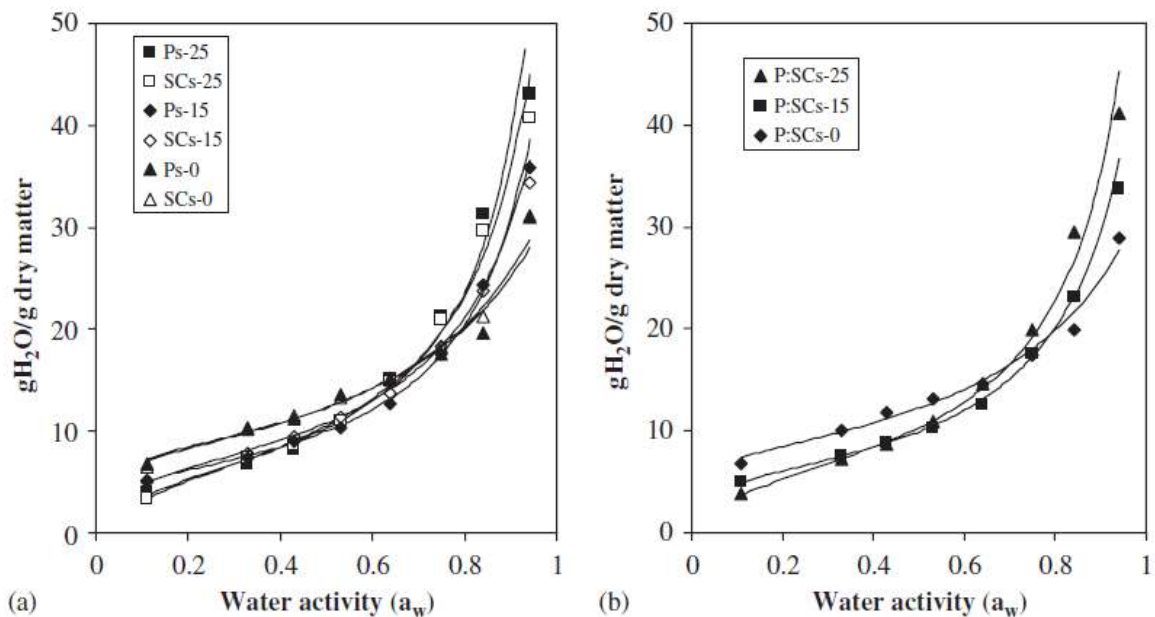 50
40
30
20
10
0
gH₂O/g dry matter
Ps-25
SCs-25
Ps-15
SCs-15
Ps-0
SCs-0
0 0.2 0.4 0.6 0.8 1
(a) Water activity (a_w)
50
40
30
20
10
0
gH₂O/g dry matter
P:SCs-25
P:SCs-15
P:SCs-0
0 0.2 0.4 0.6 0.8 1
(b) Water activity (a_w)